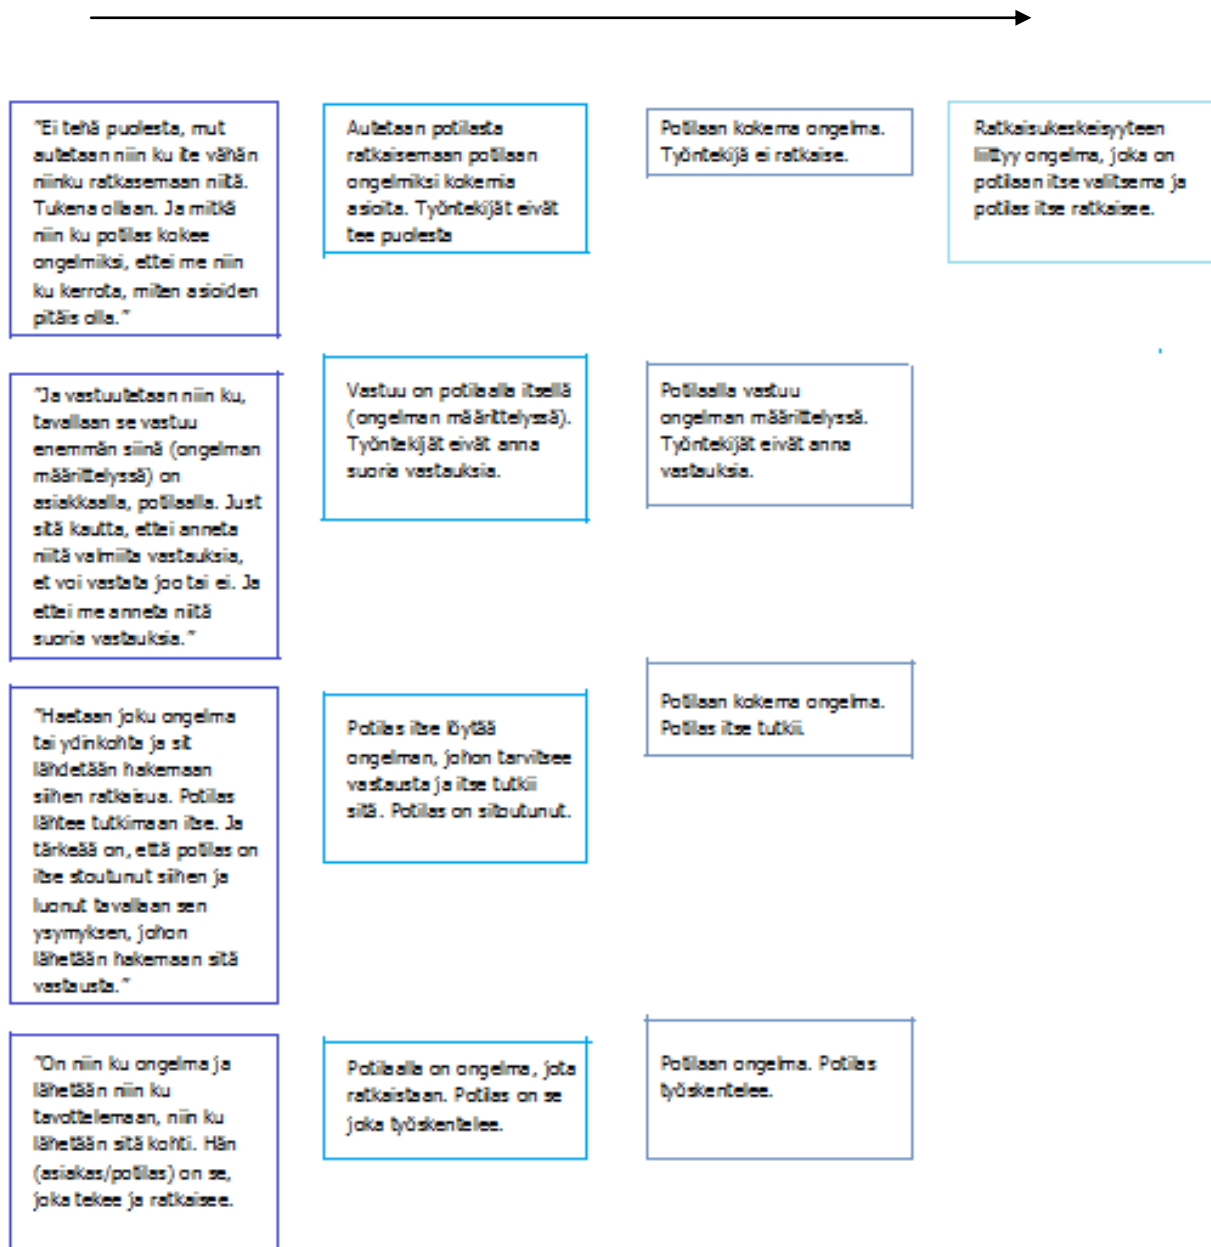 "Ei tehä puolesta, mut
autetaan niin ku ite vähän
niinku ratkasemaan niitä.
Tukena ollaan. Ja mitkä
niin ku potilas kokee
ongelmiksi, ettei me niin
ku kerrota, miten asioiden
pitäis olla."
Autetaan potilasta
ratkaisemaan potilaan
ongelmiksi kokemia
asioita. Työntekijät eivät
tee puolesta
Potilaan kokema ongelma.
Työntekijä ei ratkaise.
Ratkaisukeskeisyyteen
liittyy ongelma, joka on
potilaan itse valitsema ja
potilas itse ratkaisee.
"Ja vastuutetaan niin ku,
tavallaan se vastuu
enemmän siinä (ongelman
määrittelyssä) on
asiakkaalla, potilaalla. Just
sitä kautta, ettei anneta
niitä valmiita vastauksia,
et voi vastata joo tai ei. Ja
ettei me anneta niitä
suoria vastauksia."
Vastuu on potilaalla itsellä
(ongelman määrittelyssä).
Työntekijät eivät anna
suoria vastauksia.
Potilaalla vastuu
ongelman määrittelyssä.
Työntekijät eivät anna
vastauksia.
"Haetaan joku ongelma
tai ydinkohta ja sit
lähdetään hakemaan
siihen ratkaisua. Potilas
lähtee tutkimaan itse. Ja
tärkeää on, että potilas on
itse stoutunut siihen ja
luonut tavallaan sen
ysymyksen, johon
lähetään hakemaan sitä
vastausta."
Potilas itse löytää
ongelman, johon tarvitsee
vastausta ja itse tutkii
sitä. Potilas on sitoutunut.
Potilaan kokema ongelma.
Potilas itse tutkii.
"On niin ku ongelma ja
lähetään niin ku
tavottelemaan, niin ku
lähetään sitä kohti. Hän
(asiakas/potilas) on se,
joka tekee ja ratkaisee.
Potilaalla on ongelma, jota
ratkaistaan. Potilas on se
joka työskentelee.
Potilaan ongelma. Potilas
työskentelee.